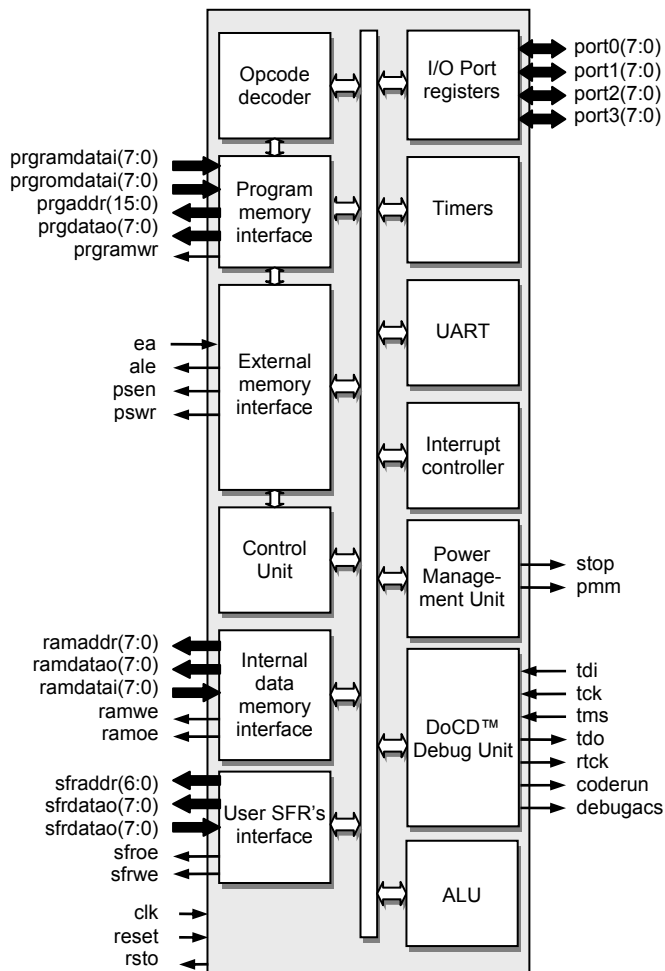 Opcode
decoder
I/O Port
registers
port0(7:0)
port1(7:0)
port2(7:0)
port3(7:0)
prgramdatai(7:0)
prgromdatai(7:0)
prgaddr(15:0)
prgdatao(7:0)
prgramwr
Program
memory
interface
Timers
ea
ale
psen
pswr
External
memory
interface
UART
Interrupt
controller
Control
Unit
Power
Manage-
ment Unit
stop
pmm
ramaddr(7:0)
ramdatao(7:0)
ramdatai(7:0)
ramwe
ramoe
Internal
data
memory
interface
DoCD™
Debug Unit
tdi
tck
tms
tdo
rtck
coderun
debugacs
sfraddr(6:0)
sfrdatao(7:0)
sfrdatao(7:0)
sfroe
sfrwe
User SFR's
interface
ALU
clk
reset
rsto